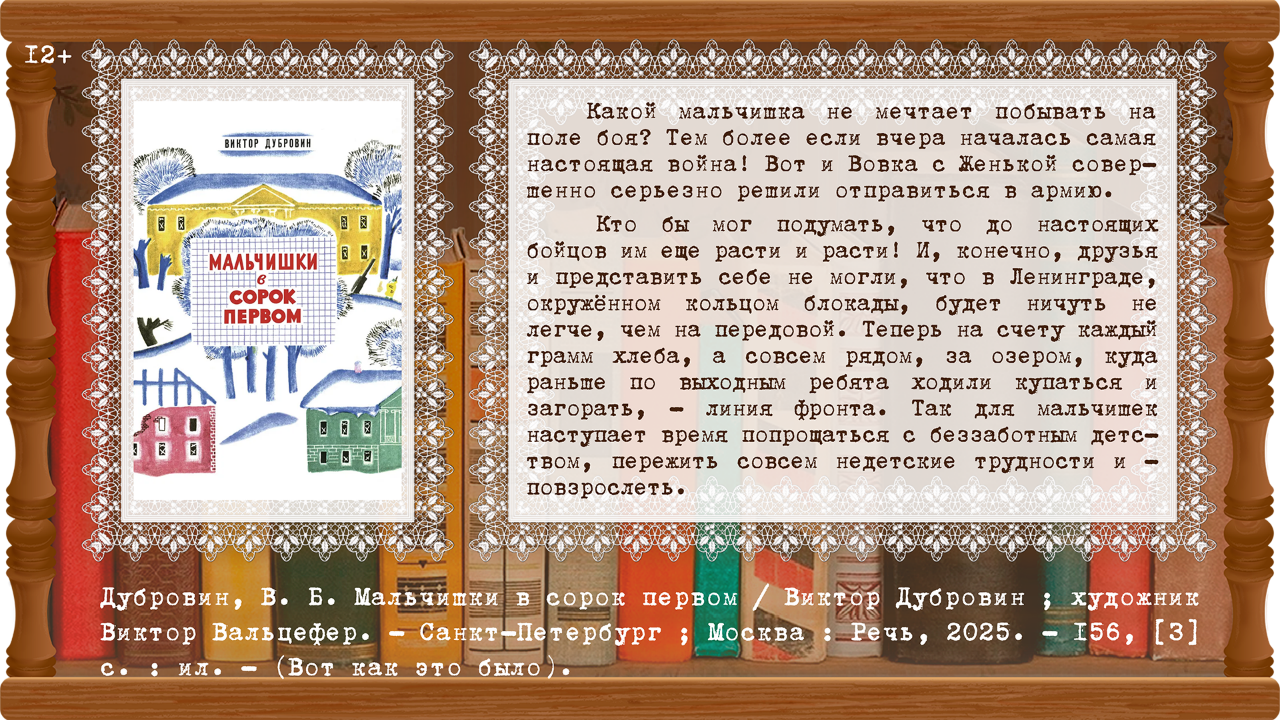 12+
ВИКТОР ДУБРОВИН
МАЛЬЧИШКИ
в
СОРОК
ПЕРВОМ
Какой мальчишка не мечтает побывать на
поле боя? Тем более если вчера началась самая
настоящая война! Вот и Вовка с Женькой совер-
шенно серьезно решили отправиться в армию.
Кто бы мог подумать, что до настоящих
бойцов им еще расти и расти! И, конечно, друзья
и представить себе не могли, что в Ленинграде,
окружённом кольцом блокады, будет ничуть не
легче, чем на передовой. Теперь на счету каждый
грамм хлеба, а совсем рядом, за озером, куда
раньше по выходным ребята ходили купаться и
загорать, – линия фронта. Так для мальчишек
наступает время попрощаться с беззаботным детс-
твом, пережить совсем недетские трудности и –
повзрослеть.
Дубровин, В. Б. Мальчишки в сорок первом / Виктор Дубровин ; художник
Виктор Вальцефер. – Санкт-Петербург ; Москва : Речь, 2025. – 156, [3]
с. : ил. – (Вот как это было).